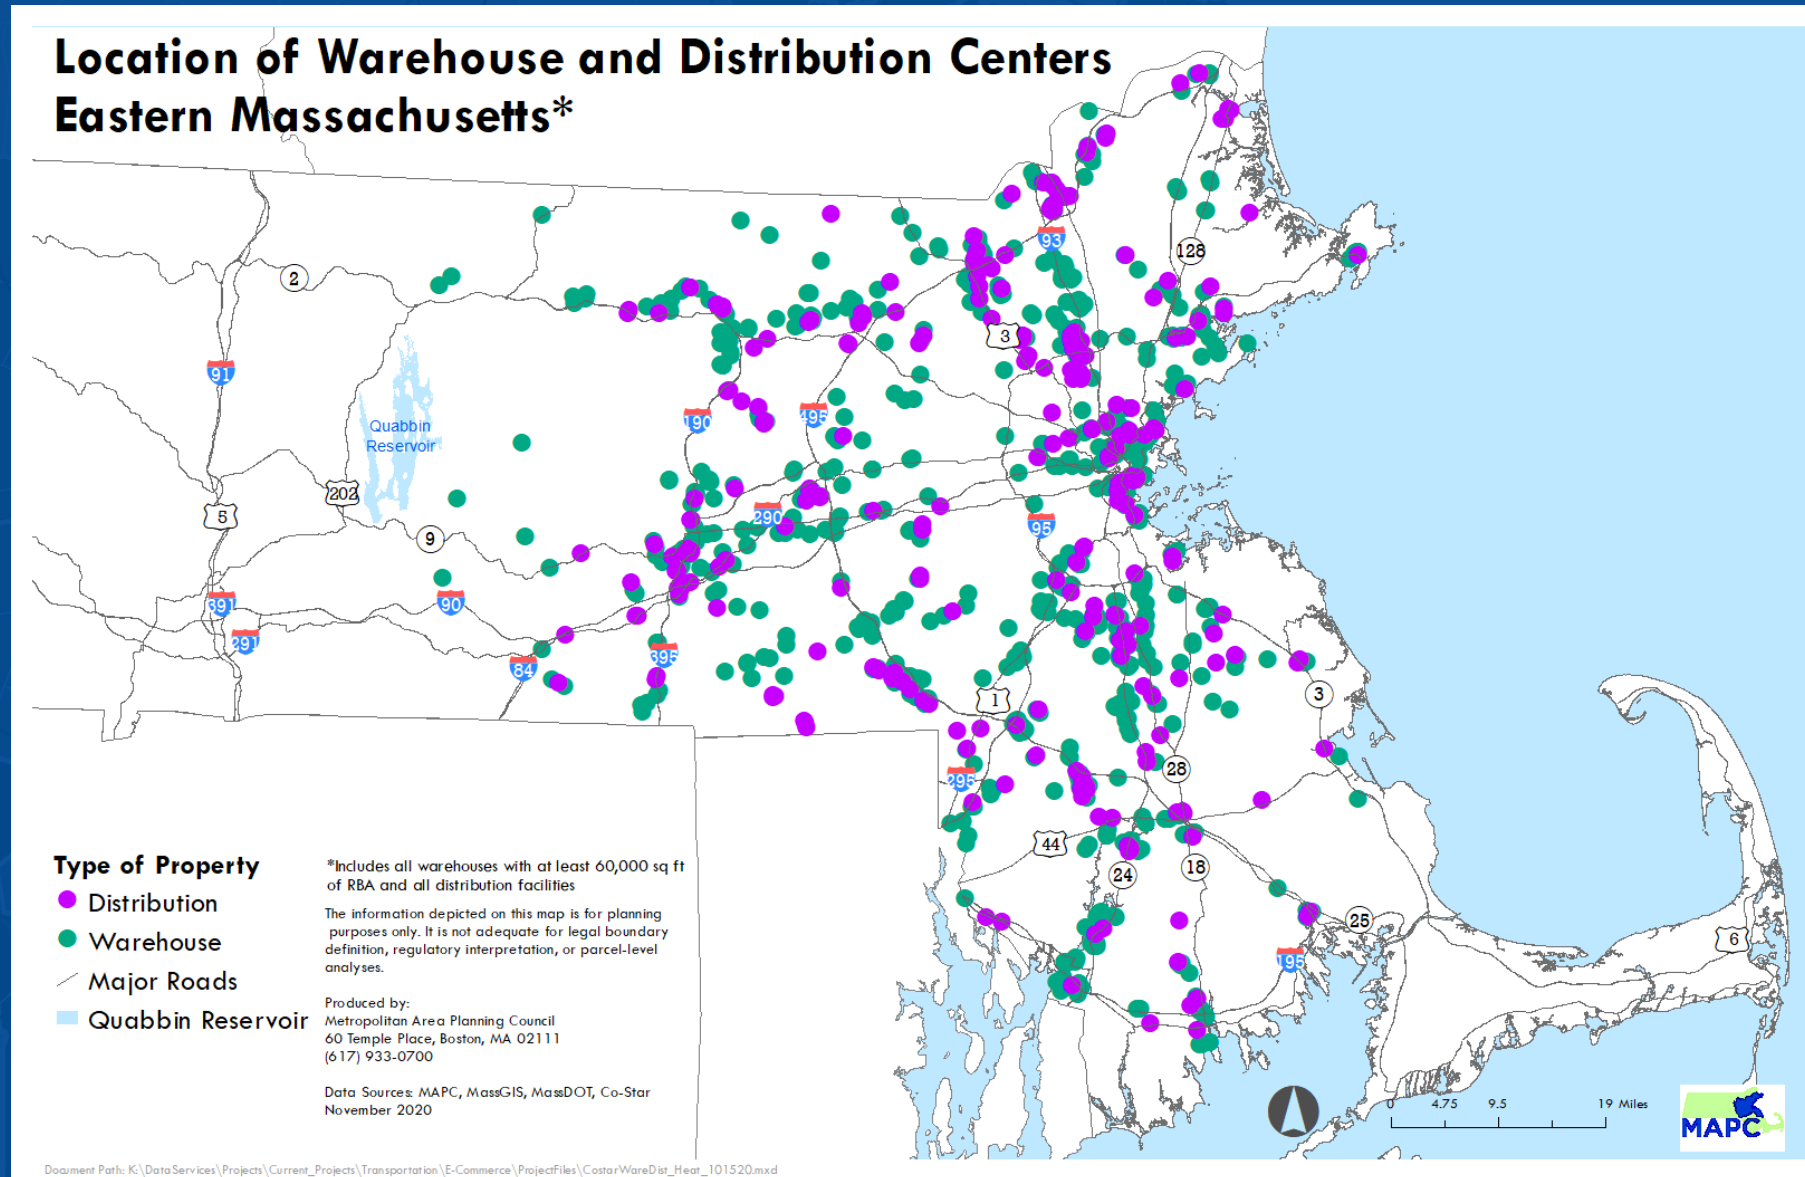 Location of Warehouse and Distribution Centers
Eastern Massachusetts*
93
128
2
3
91
Quabbin
Reservoir
190
495
202
5
290
9
95
391
90
291
84
395
1
3
295
28
44
24
18
25
195
6
Type of Property
Distribution
Warehouse
Major Roads
Quabbin Reservoir
*Includes all warehouses with at least 60,000 sq ft
of RBA and all distribution facilities
The information depicted on this map is for planning
purposes only. It is not adequate for legal boundary
definition, regulatory interpretation, or parcel-level
analyses.
Produced by:
Metropolitan Area Planning Council
60 Temple Place, Boston, MA 02111
(617) 933-0700
Data Sources: MAPC, MassGIS, MassDOT, Co-Star
November 2020
0 4.75 9.5 19 Miles
MAPC
Document Path: K:\DataServices\Projects\Current_Projects\Transportation\E-Commerce\ProjectFiles\CostarWareDist_Heat_101520.mxd